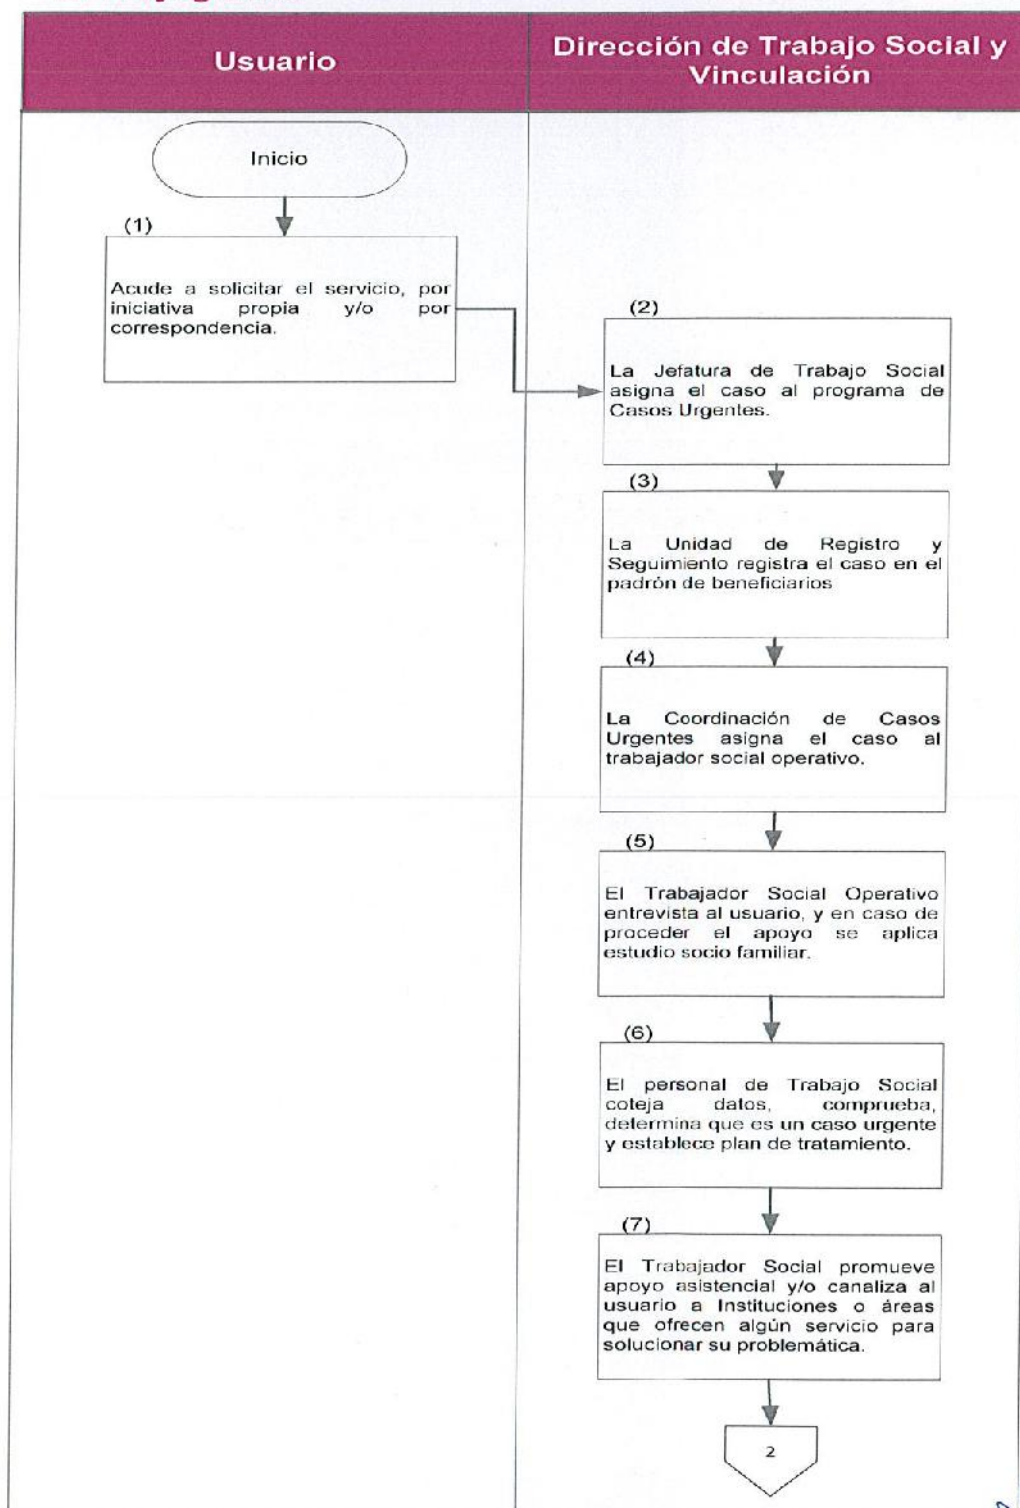 Usuario
Dirección de Trabajo Social y
Vinculación
Inicio
(1)
Acude a solicitar el servicio, por
iniciativa propia y/o por
correspondencia.
(2)
La Jefatura de Trabajo Social
asigna el caso al programa de
Casos Urgentes.
(3)
La Unidad de Registro y
Seguimiento registra el caso en el
padrón de beneficiarios
(4)
La Coordinación de Casos
Urgentes asigna el caso al
trabajador social operativo.
(5)
El Trabajador Social Operativo
entrevista al usuario, y en caso de
proceder el apoyo se aplica
estudio socio familiar.
(6)
El personal de Trabajo Social
coteja datos, comprueba,
determina que es un caso urgente
y establece plan de tratamiento.
(7)
El Trabajador Social promueve
apoyo asistencial y/o canaliza al
usuario a Instituciones o áreas
que ofrecen algún servicio para
solucionar su problemática.
2